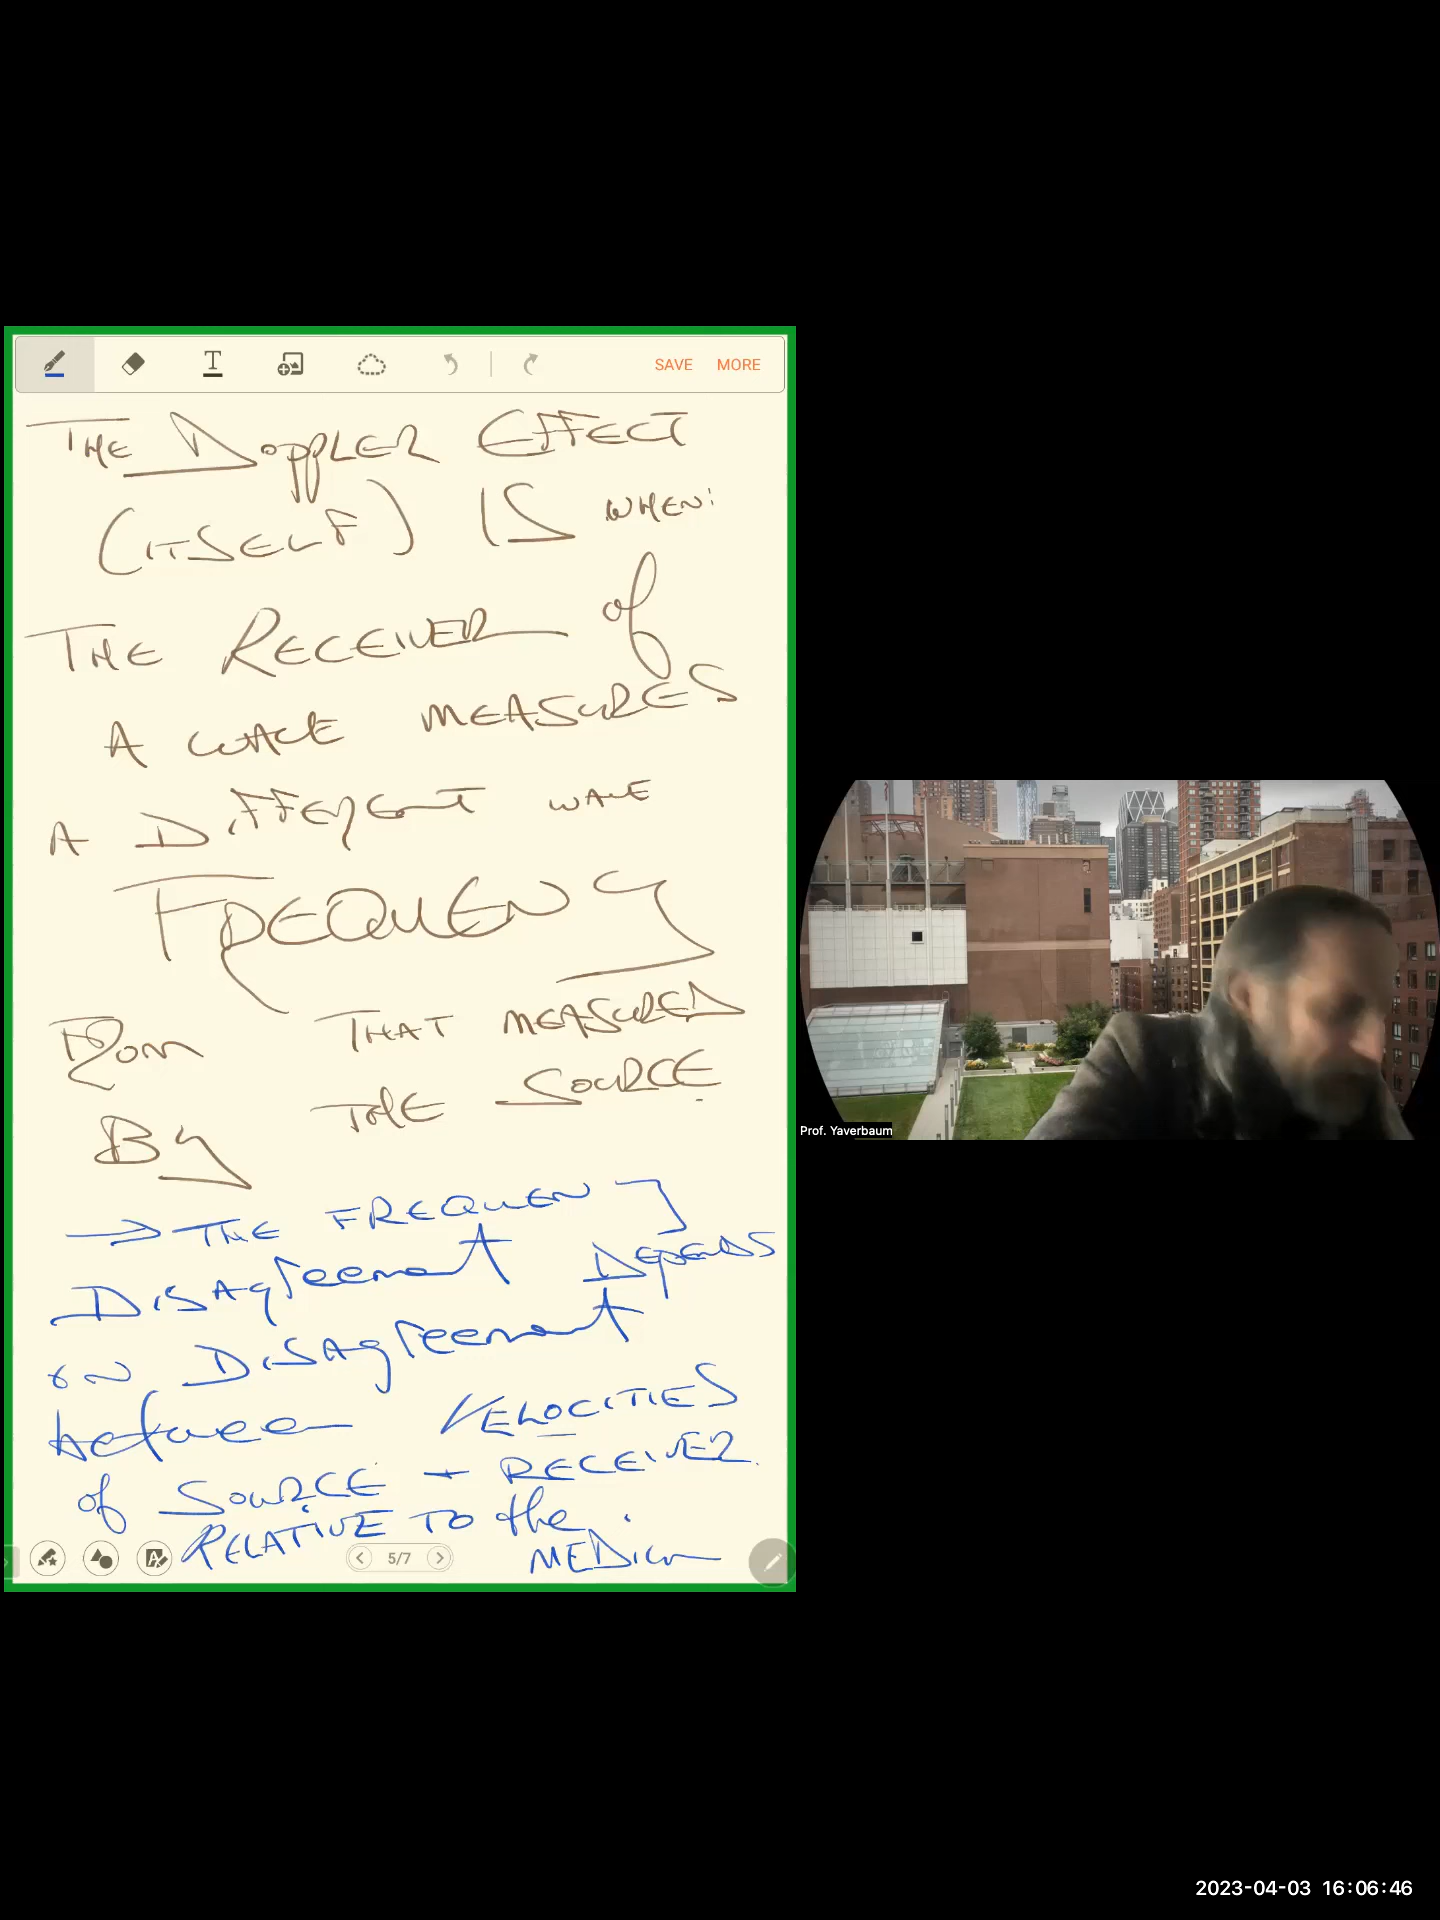 SAVE MORE
THE DOPPLER EFFECT
(ITSELF) IS WHEN:
THE RECEIVER of
A WAVE MEASURES
A DIFFERENT WAVE
FREQUENCY
FROM THAT MEASURED
BY THE SOURCE
→ THE FREQUENCY
DISAgreement DEPENDS
ON DISAgreement
between VELOCITIES
of SOURCE + RECEIVER.
RELATIVE TO the
MEDIUM
5/7
Prof. Yaverbaum
2023-04-03 16:06:46